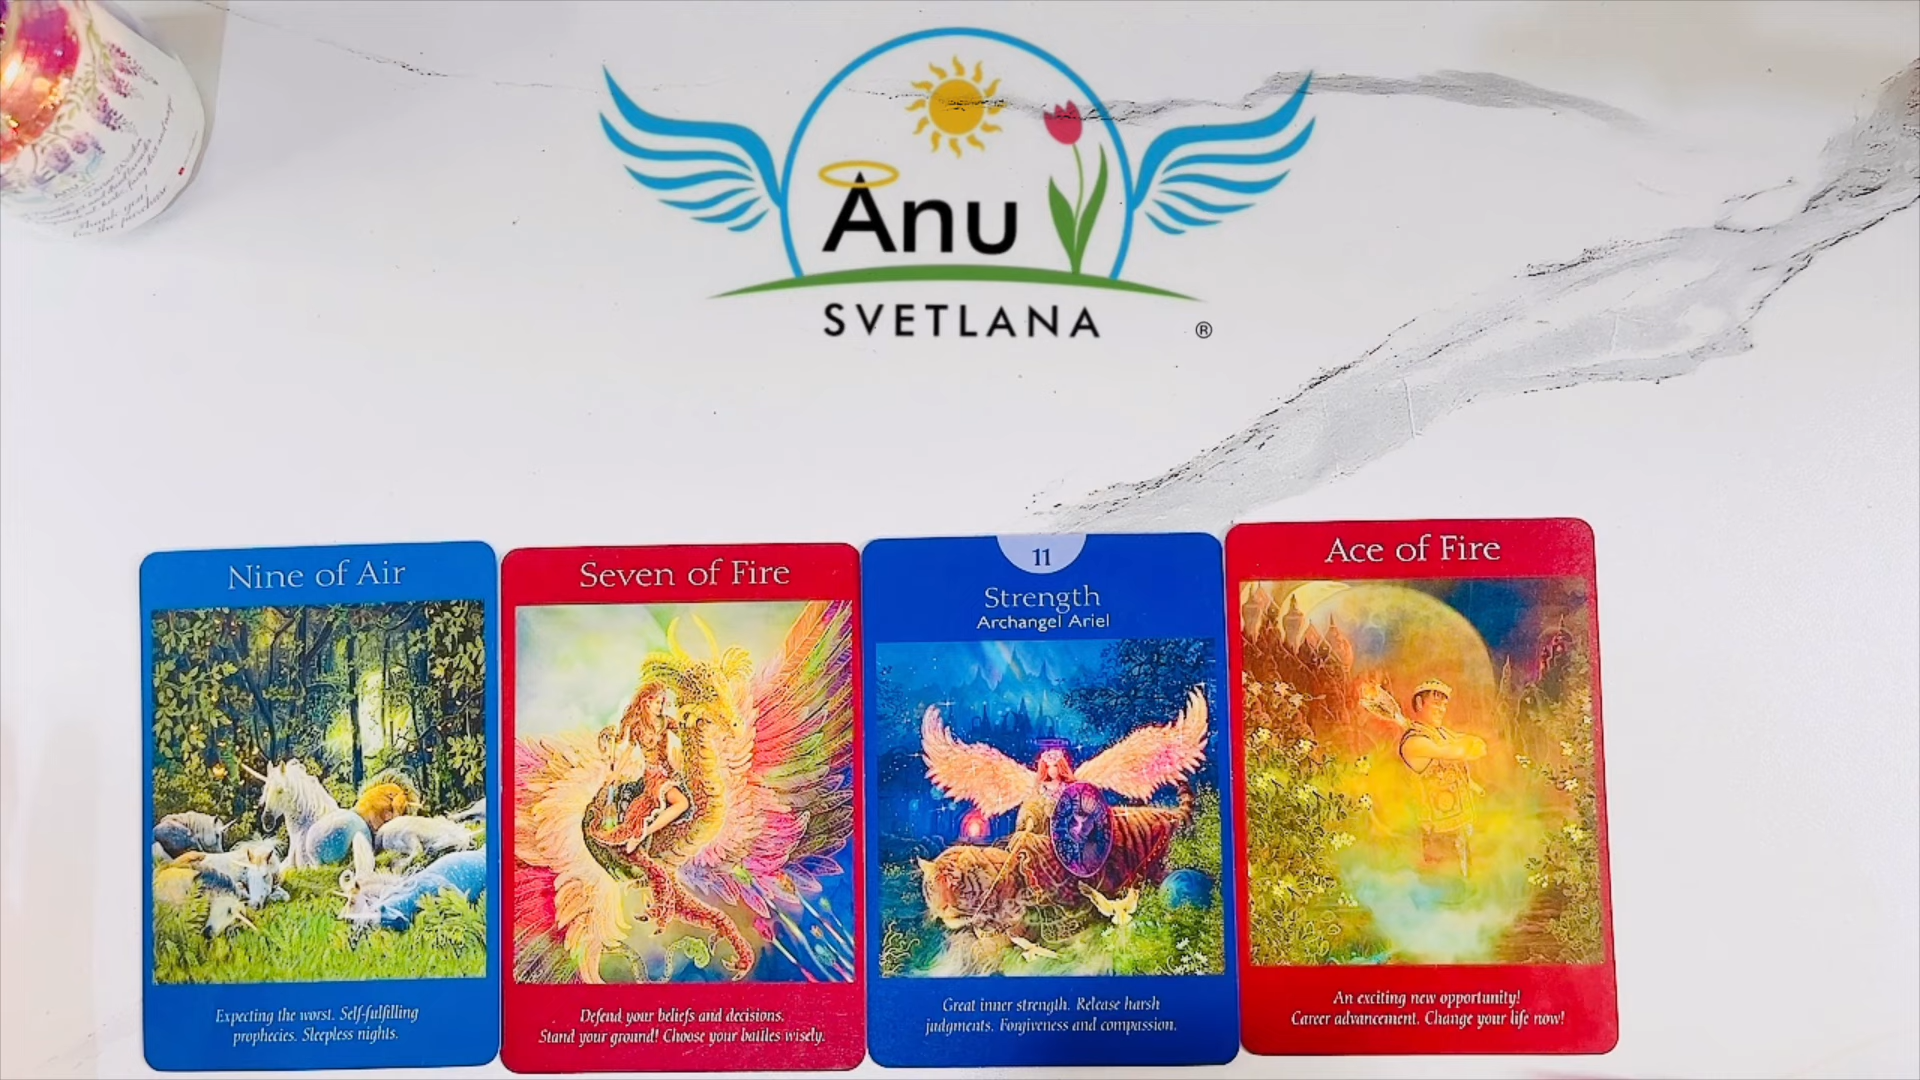 Anu
SVETLANA ®
Nine of Air
Expecting the worst. Self-fulfilling
prophecies. Sleepless nights.
Seven of Fire
Defend your beliefs and decisions.
Stand your ground! Choose your battles wisely.
11
Strength
Archangel Ariel
Great inner strength. Release harsh
judgments. Forgiveness and compassion.
Ace of Fire
An exciting new opportunity!
Career advancement. Change your life now!